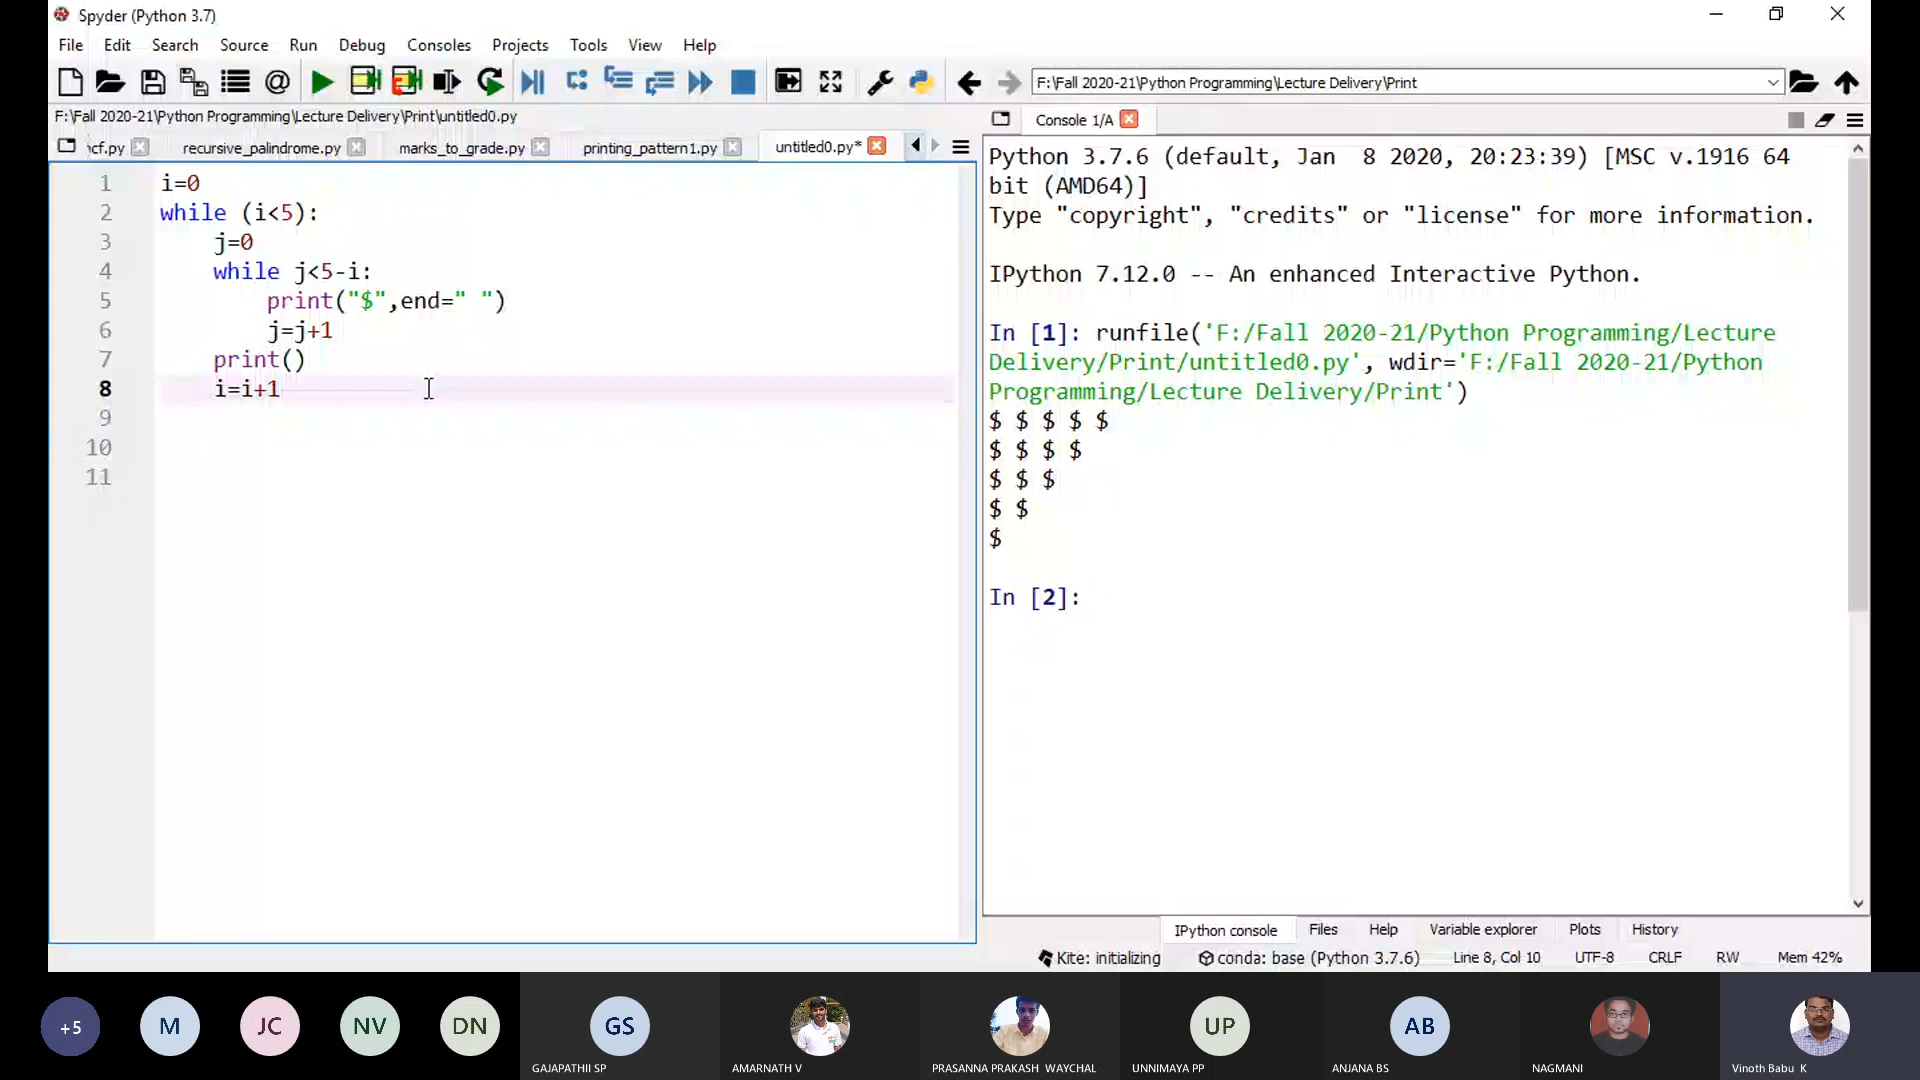 Spyder (Python 3.7)
File Edit Search Source Run Debug Consoles Projects Tools View Help
F:\Fall 2020-21\Python Programming\Lecture Delivery\Print
F:\Fall 2020-21\Python Programming\Lecture Delivery\Print\untitled0.py
recursive_palindrome.py marks_to_grade.py printing_pattern1.py untitled0.py*
1 i=0
2 while (i<5):
3 j=0
4 while j<5-i:
5 print("$",end=" ")
6 j=j+1
7 print()
8 i=i+1
9
10
11
Console 1/A
Python 3.7.6 (default, Jan  8 2020, 20:23:39) [MSC v.1916 64
bit (AMD64)]
Type "copyright", "credits" or "license" for more information.
IPython 7.12.0 -- An enhanced Interactive Python.
In [1]: runfile('F:/Fall 2020-21/Python Programming/Lecture
Delivery/Print/untitled0.py', wdir='F:/Fall 2020-21/Python
Programming/Lecture Delivery/Print')
$ $ $ $ $
$ $ $ $
$ $ $
$ $
$
In [2]:
IPython console Files Help Variable explorer Plots History
Kite: initializing conda: base (Python 3.7.6) Line 8, Col 10 UTF-8 CRLF RW Mem 42%
+5 M JC NV DN GS UP AB
GAJAPATHII SP AMARNATH V PRASANNA PRAKASH WAYCHAL UNNIMAYA PP ANJANA BS NAGMANI Vinoth Babu K